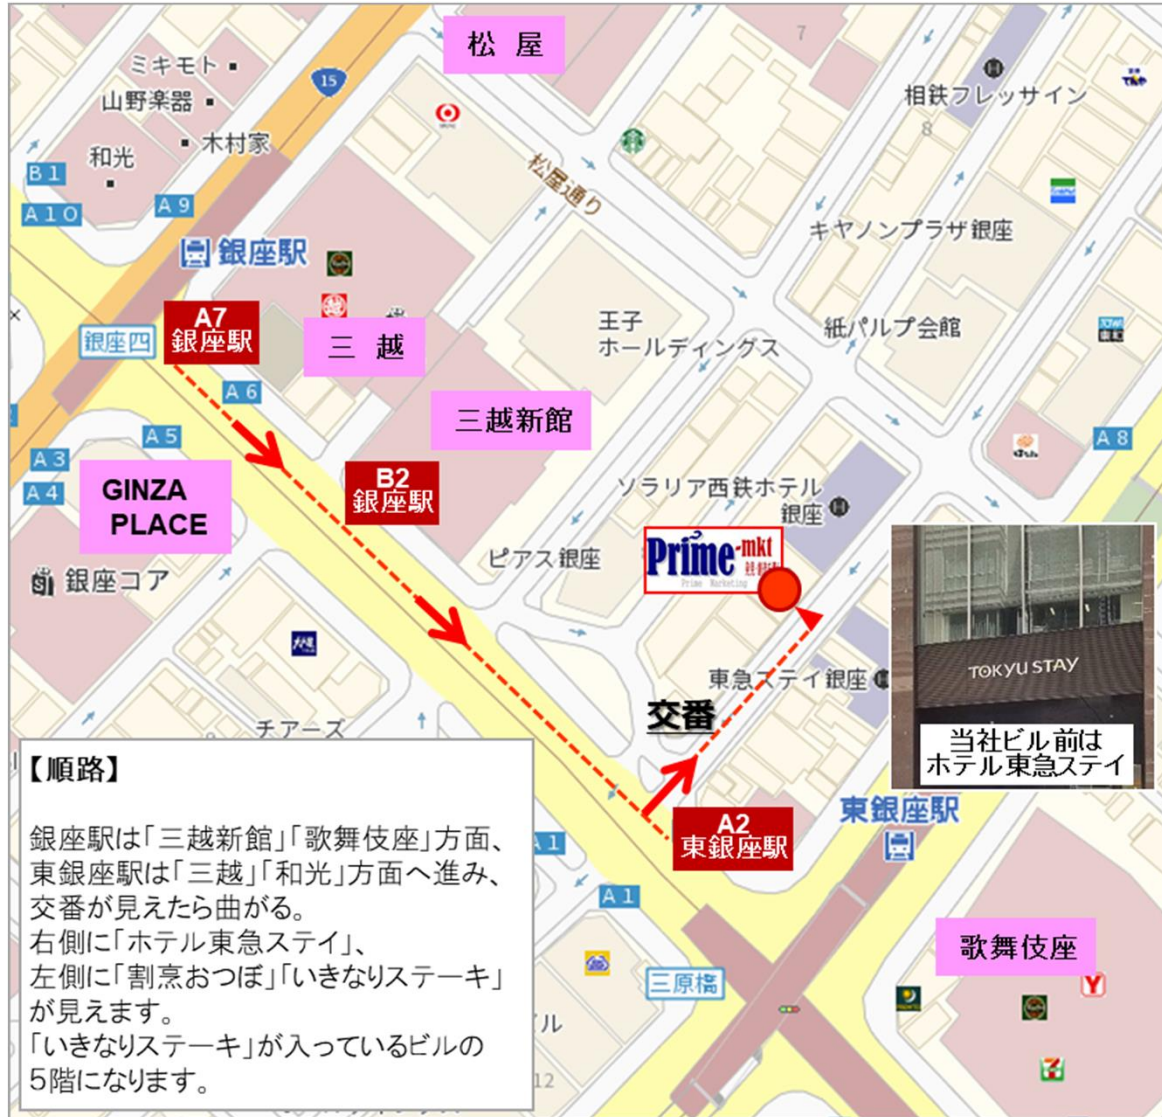 松 屋
7
ミキモト
15
相鉄フレッサイン
山野楽器
8
木村家
和光
松屋通り
B1
A10
A9
キヤノンプラザ銀座
銀座駅
A7
銀座駅
王子
ホールディングス
紙パルプ会館
銀座四
三 越
A6
三越新館
A5
A8
A3
B2
銀座駅
A4
GINZA
PLACE
ソラリア西鉄ホテル
銀座
Prime-mkt
Prime Marketing
ピアス銀座
銀座コア
東急ステイ銀座
TOKYU STAY
交番
チアーズ
当社ビル前は
ホテル東急ステイ
【順路】
銀座駅は「三越新館」「歌舞伎座」方面、
東銀座駅は「三越」「和光」方面へ進み、
交番が見えたら曲がる。
右側に「ホテル東急ステイ」、
左側に「割烹おつぼ」「いきなりステーキ」
が見えます。
「いきなりステーキ」が入っているビルの
5階になります。
東銀座駅
A2
東銀座駅
A1
A1
歌舞伎座
三原橋
ビル
12